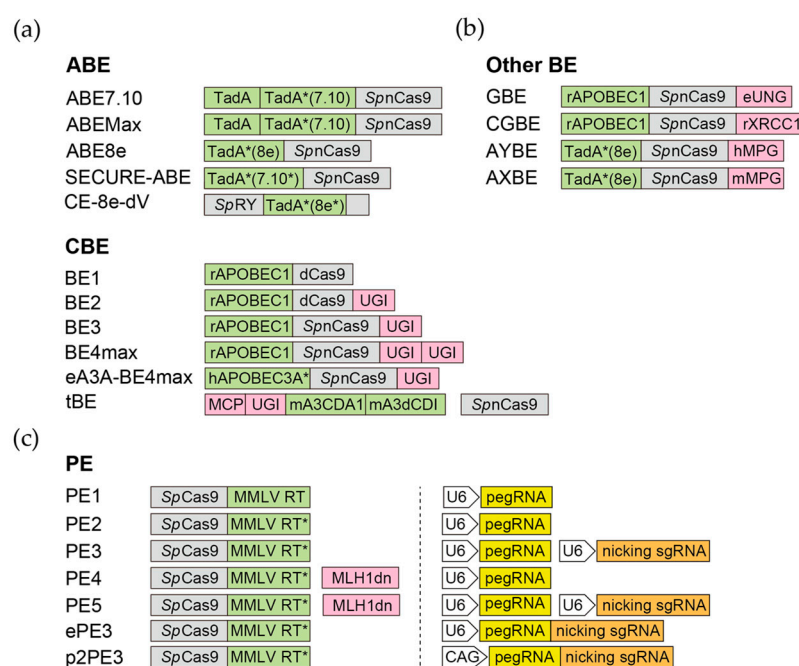 (a)
ABE
ABE7.10 TadA TadA*(7.10) SpnCas9
ABEMax TadA TadA*(7.10) SpnCas9
ABE8e TadA*(8e) SpnCas9
SECURE-ABE TadA*(7.10*) SpnCas9
CE-8e-dV SpRY TadA*(8e*)
CBE
BE1 rAPOBEC1 dCas9
BE2 rAPOBEC1 dCas9 UGI
BE3 rAPOBEC1 SpnCas9 UGI
BE4max rAPOBEC1 SpnCas9 UGI UGI
eA3A-BE4max hAPOBEC3A* SpnCas9 UGI
tBE MCP UGI mA3CDA1 mA3dCDI SpnCas9
(b)
Other BE
GBE rAPOBEC1 SpnCas9 eUNG
CGBE rAPOBEC1 SpnCas9 rXRCC1
AYBE TadA*(8e) SpnCas9 hMPG
AXBE TadA*(8e) SpnCas9 mMPG
(c)
PE
PE1 SpCas9 MMLV RT U6 pegRNA
PE2 SpCas9 MMLV RT* U6 pegRNA
PE3 SpCas9 MMLV RT* U6 pegRNA U6 nicking sgRNA
PE4 SpCas9 MMLV RT* MLH1dn U6 pegRNA
PE5 SpCas9 MMLV RT* MLH1dn U6 pegRNA U6 nicking sgRNA
ePE3 SpCas9 MMLV RT* U6 pegRNA nicking sgRNA
p2PE3 SpCas9 MMLV RT* CAG pegRNA nicking sgRNA